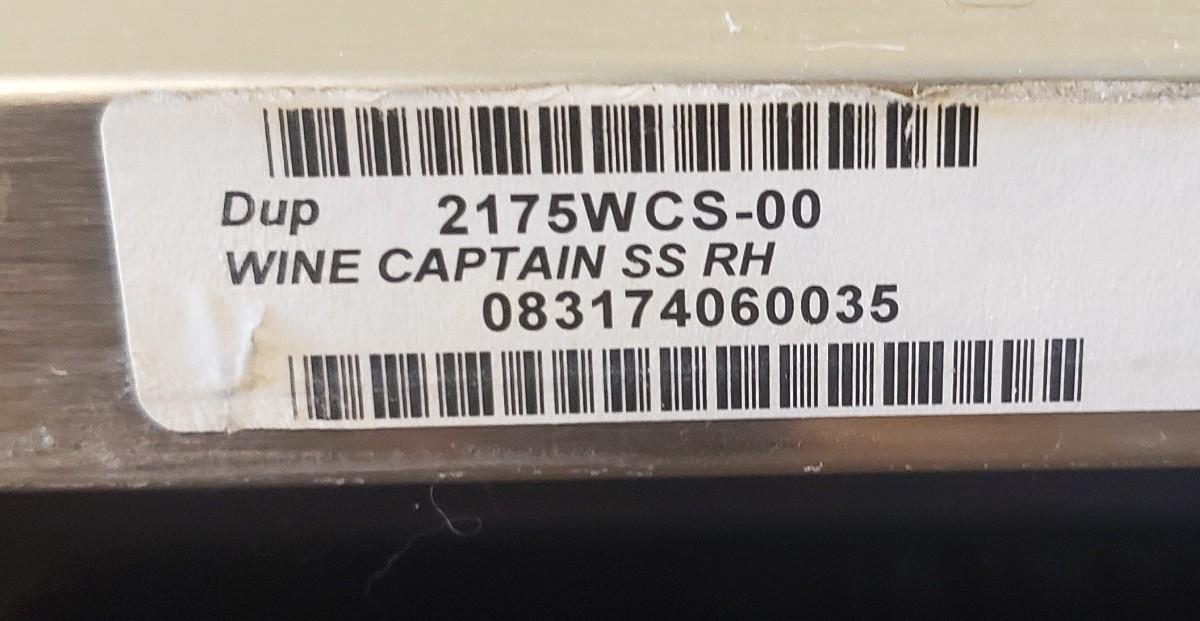 Dup 2175WCS-00
WINE CAPTAIN SS RH
083174060035